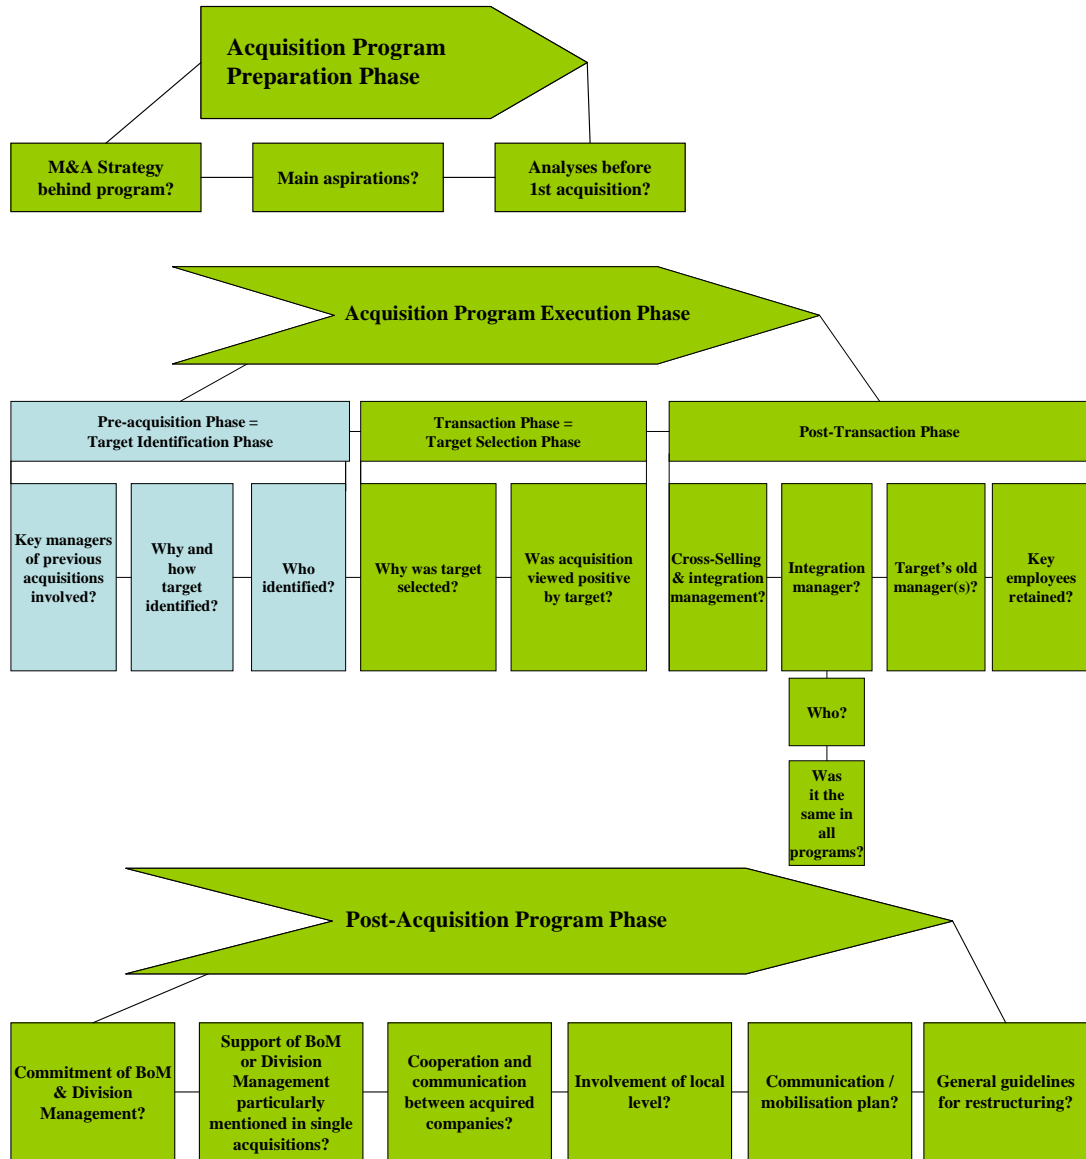 Acquisition Program
Preparation Phase
M&A Strategy
behind program?
Main aspirations?
Analyses before
1st acquisition?
Acquisition Program Execution Phase
Pre-acquisition Phase =
Target Identification Phase
Transaction Phase =
Target Selection Phase
Post-Transaction Phase
Key managers
of previous
acquisitions
involved?
Why and
how
target
identified?
Who
identified?
Why was target
selected?
Was acquisition
viewed positive
by target?
Cross-Selling
& integration
management?
Integration
manager?
Target's old
manager(s)?
Key
employees
retained?
Who?
Was
it the
same in
all
programs?
Post-Acquisition Program Phase
Commitment of BoM
& Division
Management?
Support of BoM
or Division
Management
particularly
mentioned in single
acquisitions?
Cooperation and
communication
between acquired
companies?
Involvement of local
level?
Communication /
mobilisation plan?
General guidelines
for restructuring?